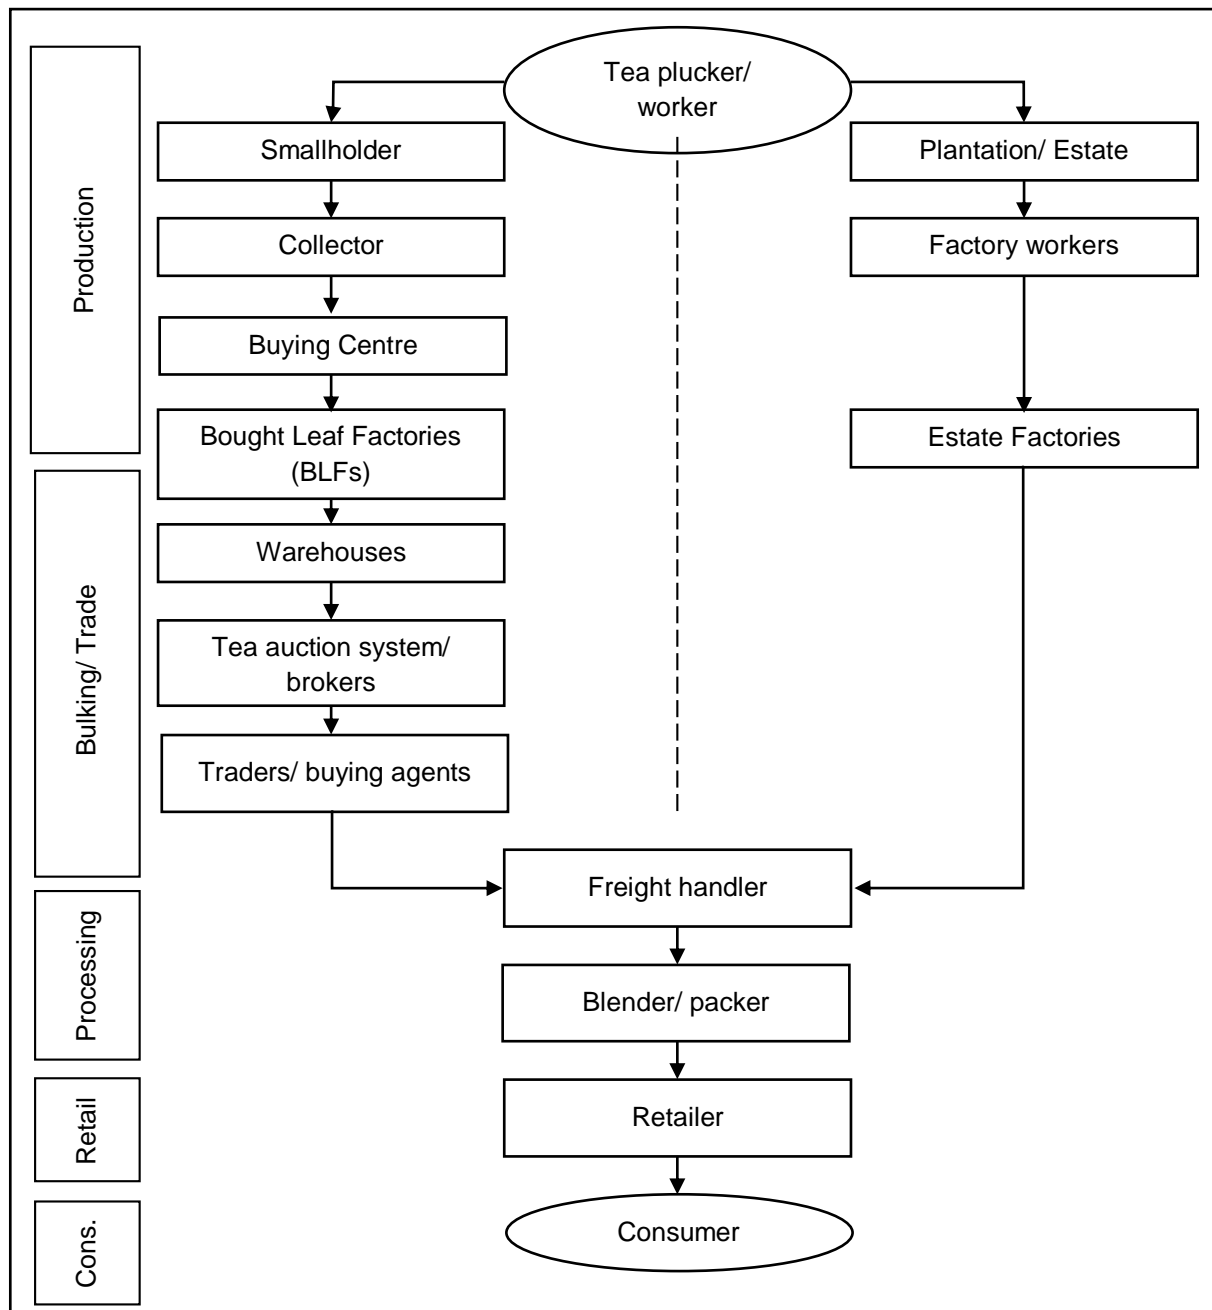 Tea plucker/
worker
Smallholder
Plantation/ Estate
Production
Collector
Factory workers
Buying Centre
Bought Leaf Factories
(BLFs)
Estate Factories
Bulking/ Trade
Warehouses
Tea auction system/
brokers
Traders/ buying agents
Freight handler
Processing
Blender/ packer
Retail
Retailer
Cons.
Consumer